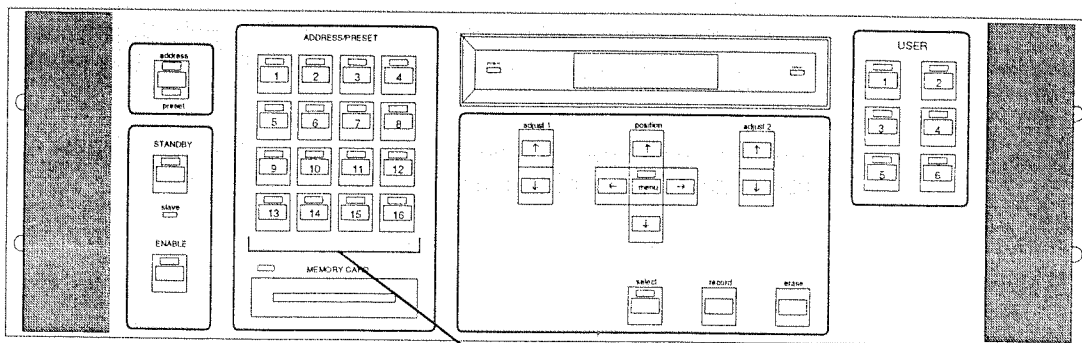 address
preset
STANDBY
slave
ENABLE
ADDRESS/PRESET
1 2 3 4
5 6 7 8
9 10 11 12
13 14 15 16
MEMORY CARD
adjust 1
position
adjust 2
↑ ↑ ↑
↓ ← menu → ↓
↓
select
record
erase
USER
1 2
3 4
5 6